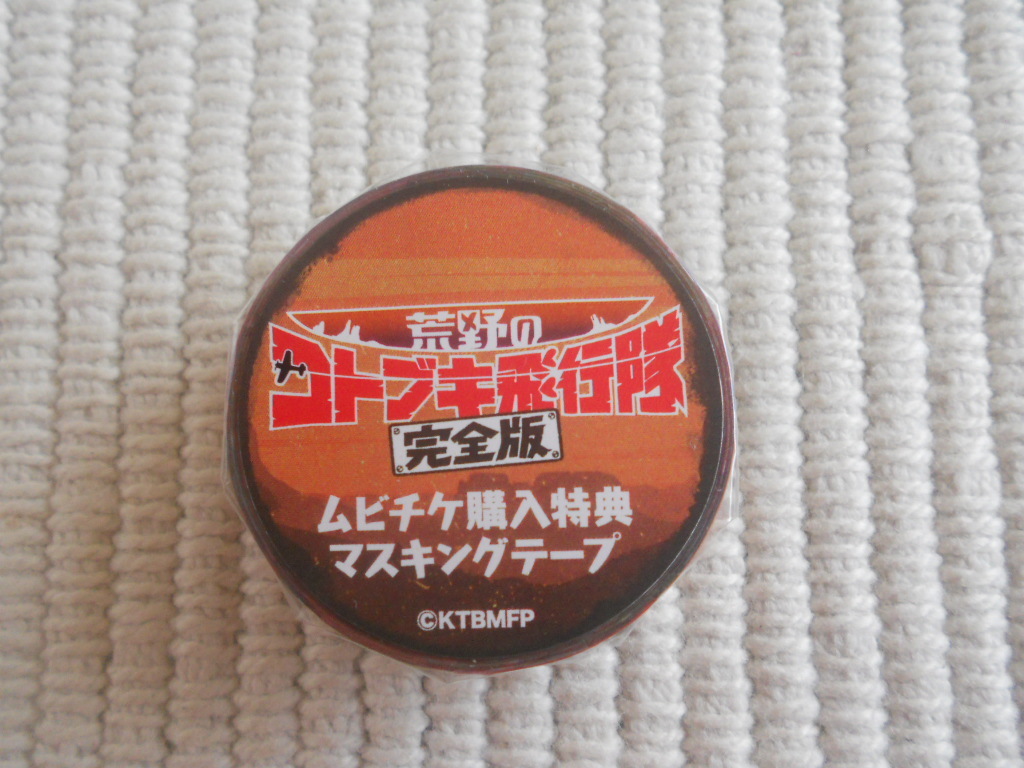 荒野の
コトブキ飛行隊
完全版
ムビチケ購入特典
マスキングテープ
©KTBMFP